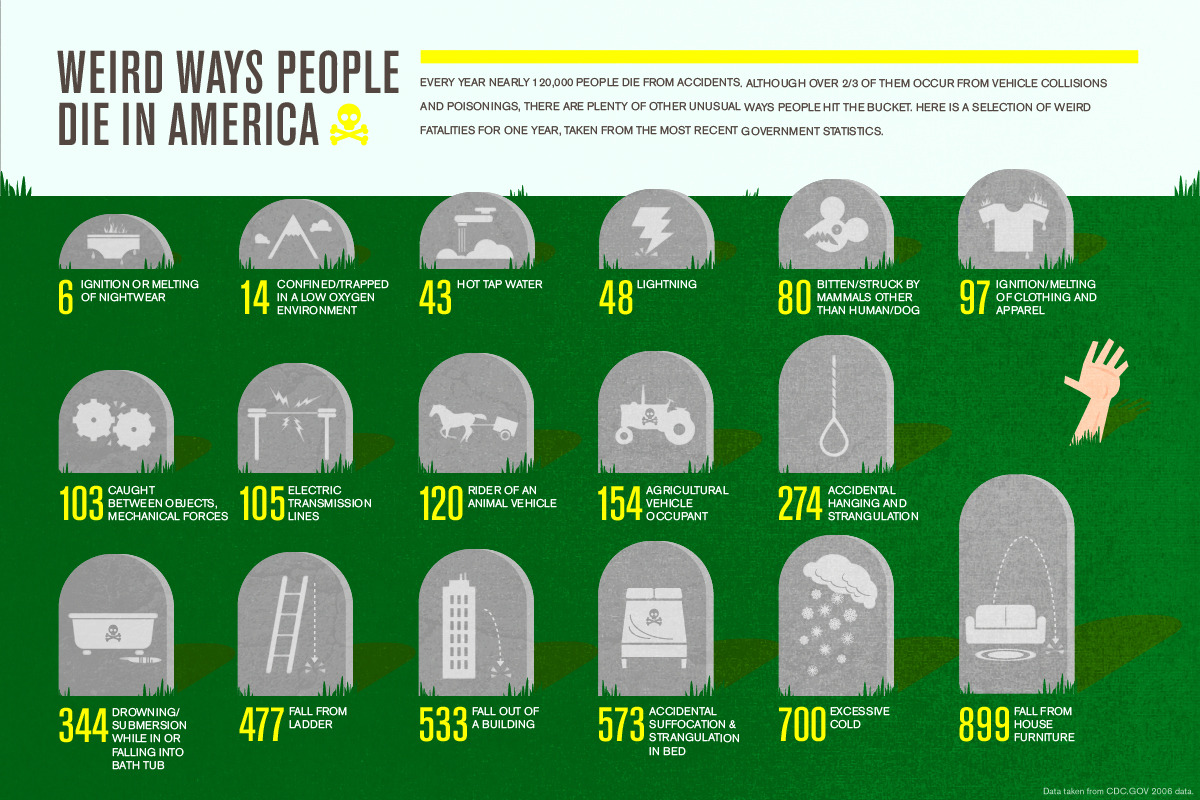 WEIRD WAYS PEOPLE
DIE IN AMERICA
EVERY YEAR NEARLY 120,000 PEOPLE DIE FROM ACCIDENTS. ALTHOUGH OVER 2/3 OF THEM OCCUR FROM VEHICLE COLLISIONS
AND POISONINGS, THERE ARE PLENTY OF OTHER UNUSUAL WAYS PEOPLE HIT THE BUCKET. HERE IS A SELECTION OF WEIRD
FATALITIES FOR ONE YEAR, TAKEN FROM THE MOST RECENT GOVERNMENT STATISTICS.
6 IGNITION OR MELTING
OF NIGHTWEAR
14 CONFINED/TRAPPED
IN A LOW OXYGEN
ENVIRONMENT
43 HOT TAP WATER
48 LIGHTNING
80 BITTEN/STRUCK BY
MAMMALS OTHER
THAN HUMAN/DOG
97 IGNITION/MELTING
OF CLOTHING AND
APPAREL
103 CAUGHT
BETWEEN OBJECTS,
MECHANICAL FORCES
105 ELECTRIC
TRANSMISSION
LINES
120 RIDER OF AN
ANIMAL VEHICLE
154 AGRICULTURAL
VEHICLE
OCCUPANT
274 ACCIDENTAL
HANGING AND
STRANGULATION
344 DROWNING/
SUBMERSION
WHILE IN OR
FALLING INTO
BATH TUB
477 FALL FROM
LADDER
533 FALL OUT OF
A BUILDING
573 ACCIDENTAL
SUFFOCATION &
STRANGULATION
IN BED
700 EXCESSIVE
COLD
899 FALL FROM
HOUSE
FURNITURE
Data taken from CDC.GOV 2006 data.